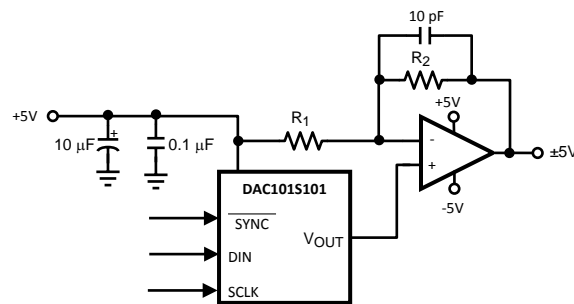 10 pF
R2
+5V
R1
+5V
10 μF
+
0.1 μF
-
+
±5V
-5V
DAC101S101
SYNC
VOUT
DIN
SCLK